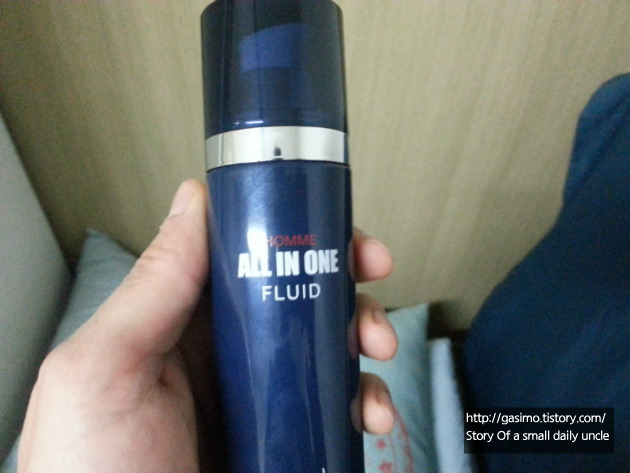 HOMME
ALL IN ONE
FLUID
http://gasimo.tistory.com/
Story Of a small daily uncle